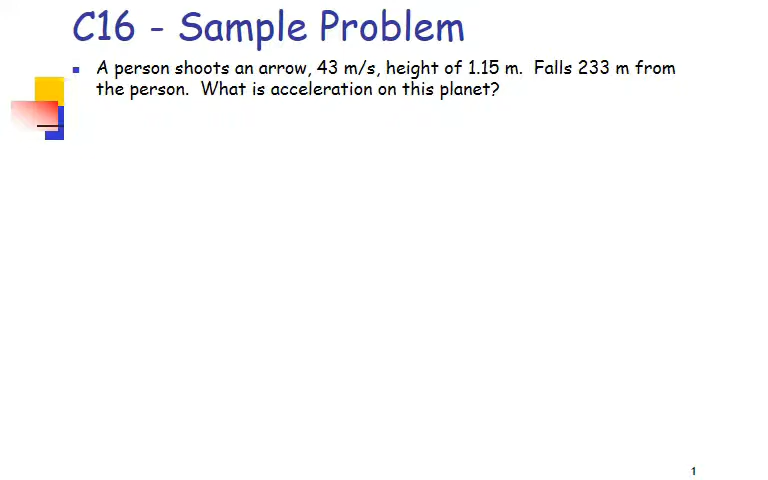 C16 - Sample Problem
A person shoots an arrow, 43 m/s, height of 1.15 m. Falls 233 m from
the person. What is acceleration on this planet?
1